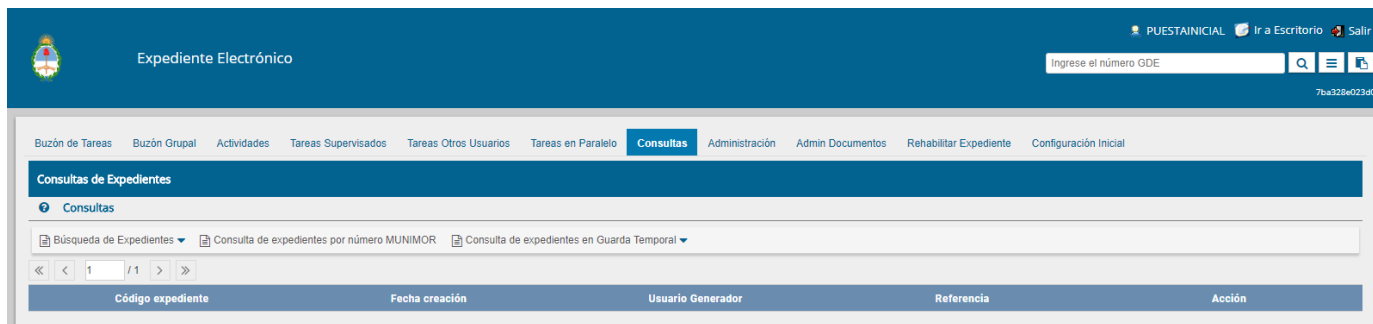 PUESTAINICIAL Ir a Escritorio Salir
Expediente Electrónico
Ingrese el número GDE
7ba328e023d0
Buzón de Tareas Buzón Grupal Actividades Tareas Supervisados Tareas Otros Usuarios Tareas en Paralelo Consultas Administración Admin Documentos Rehabilitar Expediente Configuración Inicial
Consultas de Expedientes
Consultas
Búsqueda de Expedientes Consulta de expedientes por número MUNIMOR Consulta de expedientes en Guarda Temporal
1 / 1
Código expediente Fecha creación Usuario Generador Referencia Acción